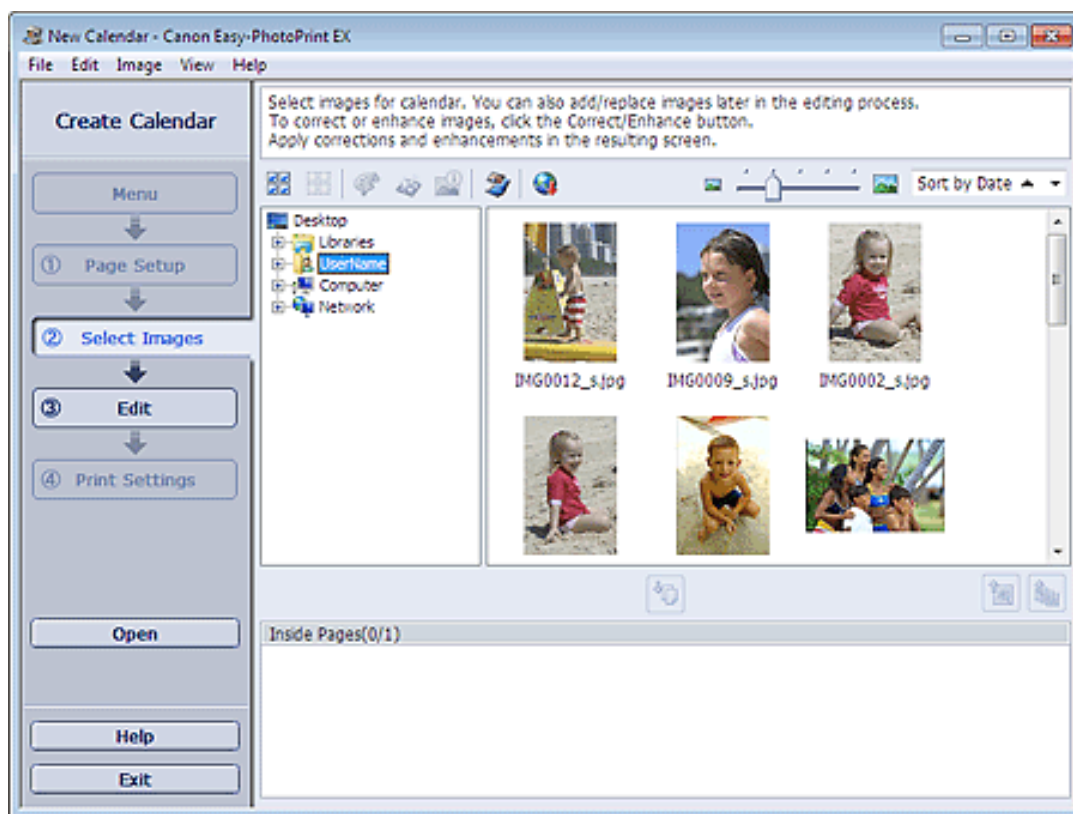 New Calendar - Canon Easy-PhotoPrint EX
File Edit Image View Help
Create Calendar
Menu
① Page Setup
② Select Images
③ Edit
④ Print Settings
Open
Help
Exit
Select images for calendar. You can also add/replace images later in the editing process.
To correct or enhance images, click the Correct/Enhance button.
Apply corrections and enhancements in the resulting screen.
Sort by Date
Desktop
Libraries
UserName
Computer
Network
IMG0012_s.jpg IMG0009_s.jpg IMG0002_s.jpg
Inside Pages(0/1)